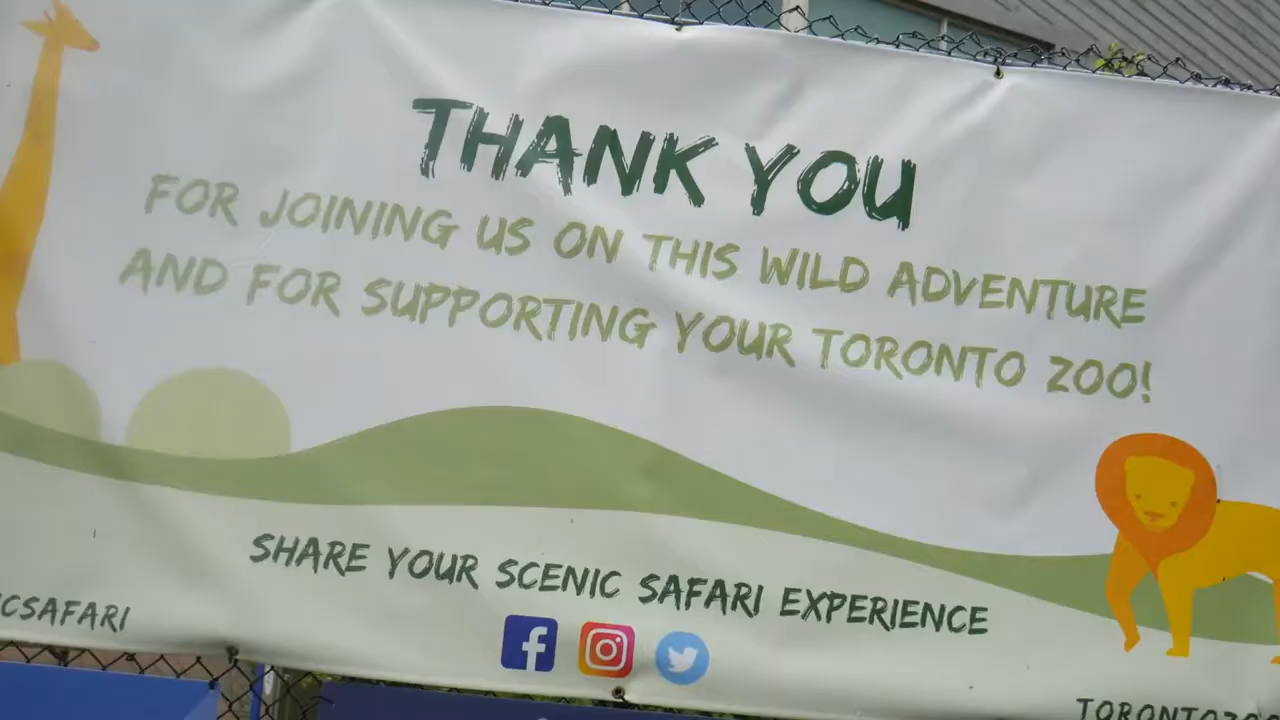 THANK YOU
FOR JOINING US ON THIS WILD ADVENTURE
AND FOR SUPPORTING YOUR TORONTO ZOO!
SHARE YOUR SCENIC SAFARI EXPERIENCE
CSAFARI
TORONTOZOO